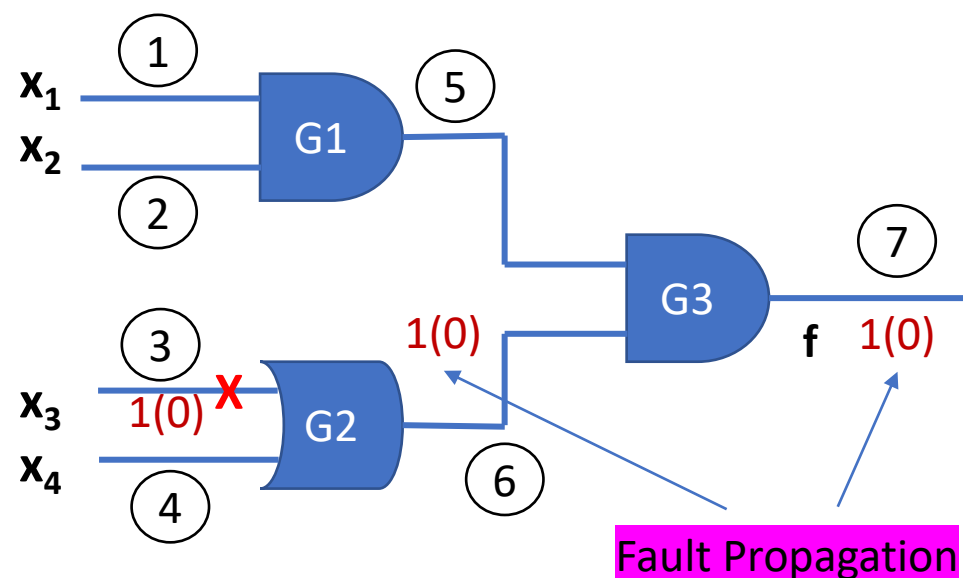 1
x1
5
G1
x2
2
7
G3
3
1(0)
f 1(0)
x3
1(0) X
G2
x4
6
4
Fault Propagation